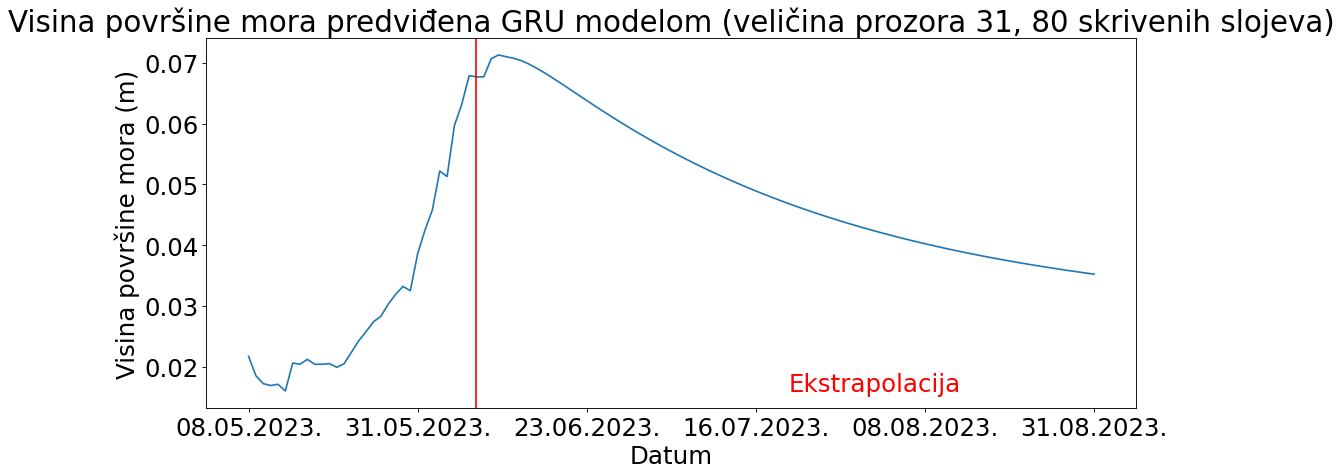 Visina površine mora predviđena GRU modelom (veličina prozora 31, 80 skrivenih slojeva)
Visina površine mora (m)
0.07
0.06
0.05
0.04
0.03
0.02
Ekstrapolacija
08.05.2023. 31.05.2023. 23.06.2023. 16.07.2023. 08.08.2023. 31.08.2023.
Datum